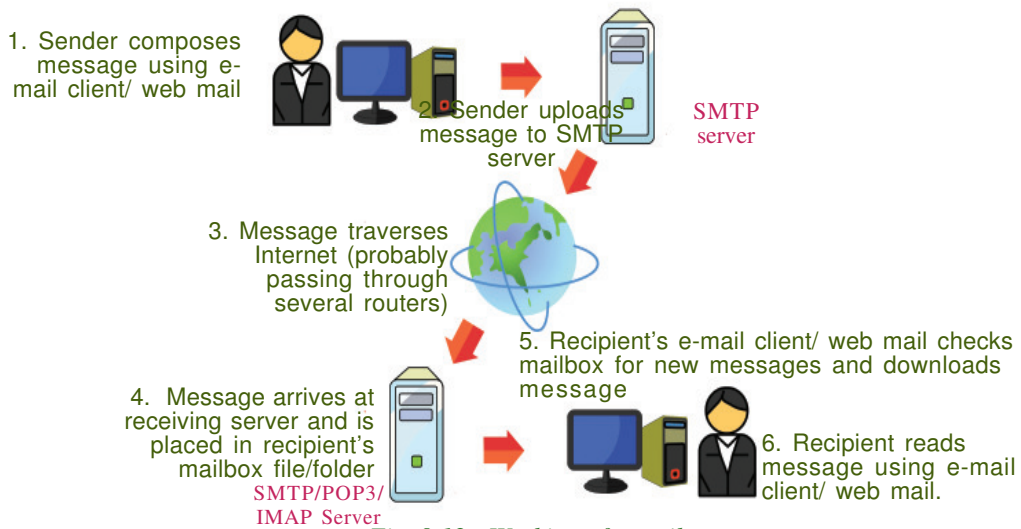 1. Sender composes
message using e-
mail client/ web mail
2. Sender uploads
message to SMTP
server
SMTP
server
3. Message traverses
Internet (probably
passing through
several routers)
4. Message arrives at
receiving server and is
placed in recipient's
mailbox file/folder
SMTP/POP3/
IMAP Server
5. Recipient's e-mail client/ web mail checks
mailbox for new messages and downloads
message
6. Recipient reads
message using e-mail
client/ web mail.